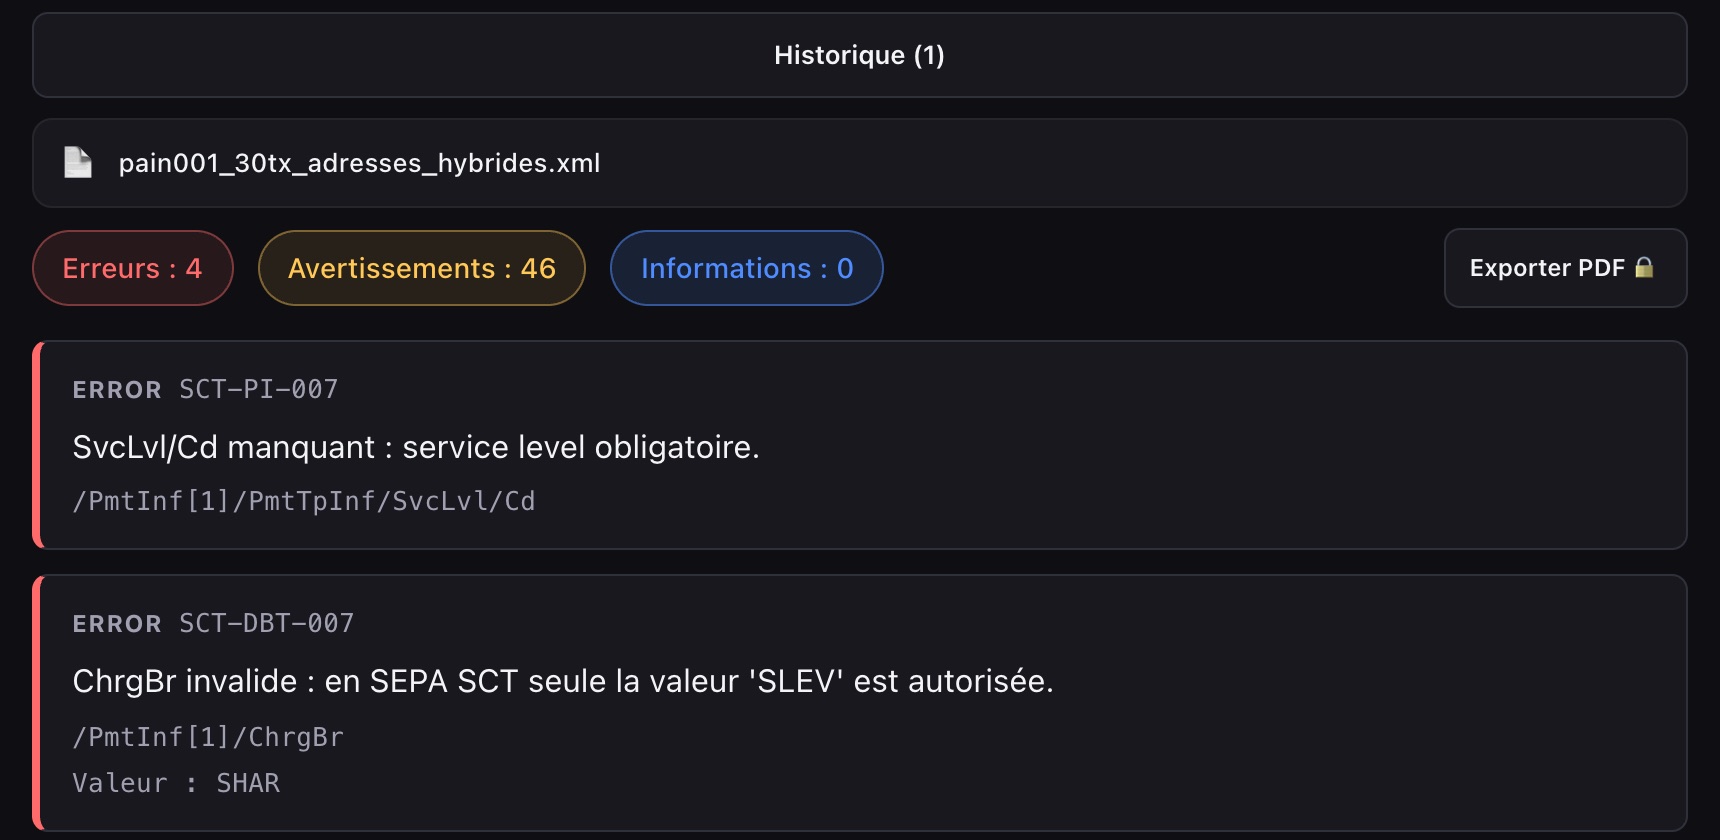 Historique (1)
pain001_30tx_adresses_hybrides.xml
Erreurs : 4
Avertissements : 46
Informations : 0
Exporter PDF
ERROR SCT-PI-007
SvcLvl/Cd manquant : service level obligatoire.
/PmtInf[1]/PmtTpInf/SvcLvl/Cd
ERROR SCT-DBT-007
ChrgBr invalide : en SEPA SCT seule la valeur 'SLEV' est autorisée.
/PmtInf[1]/ChrgBr
Valeur : SHAR